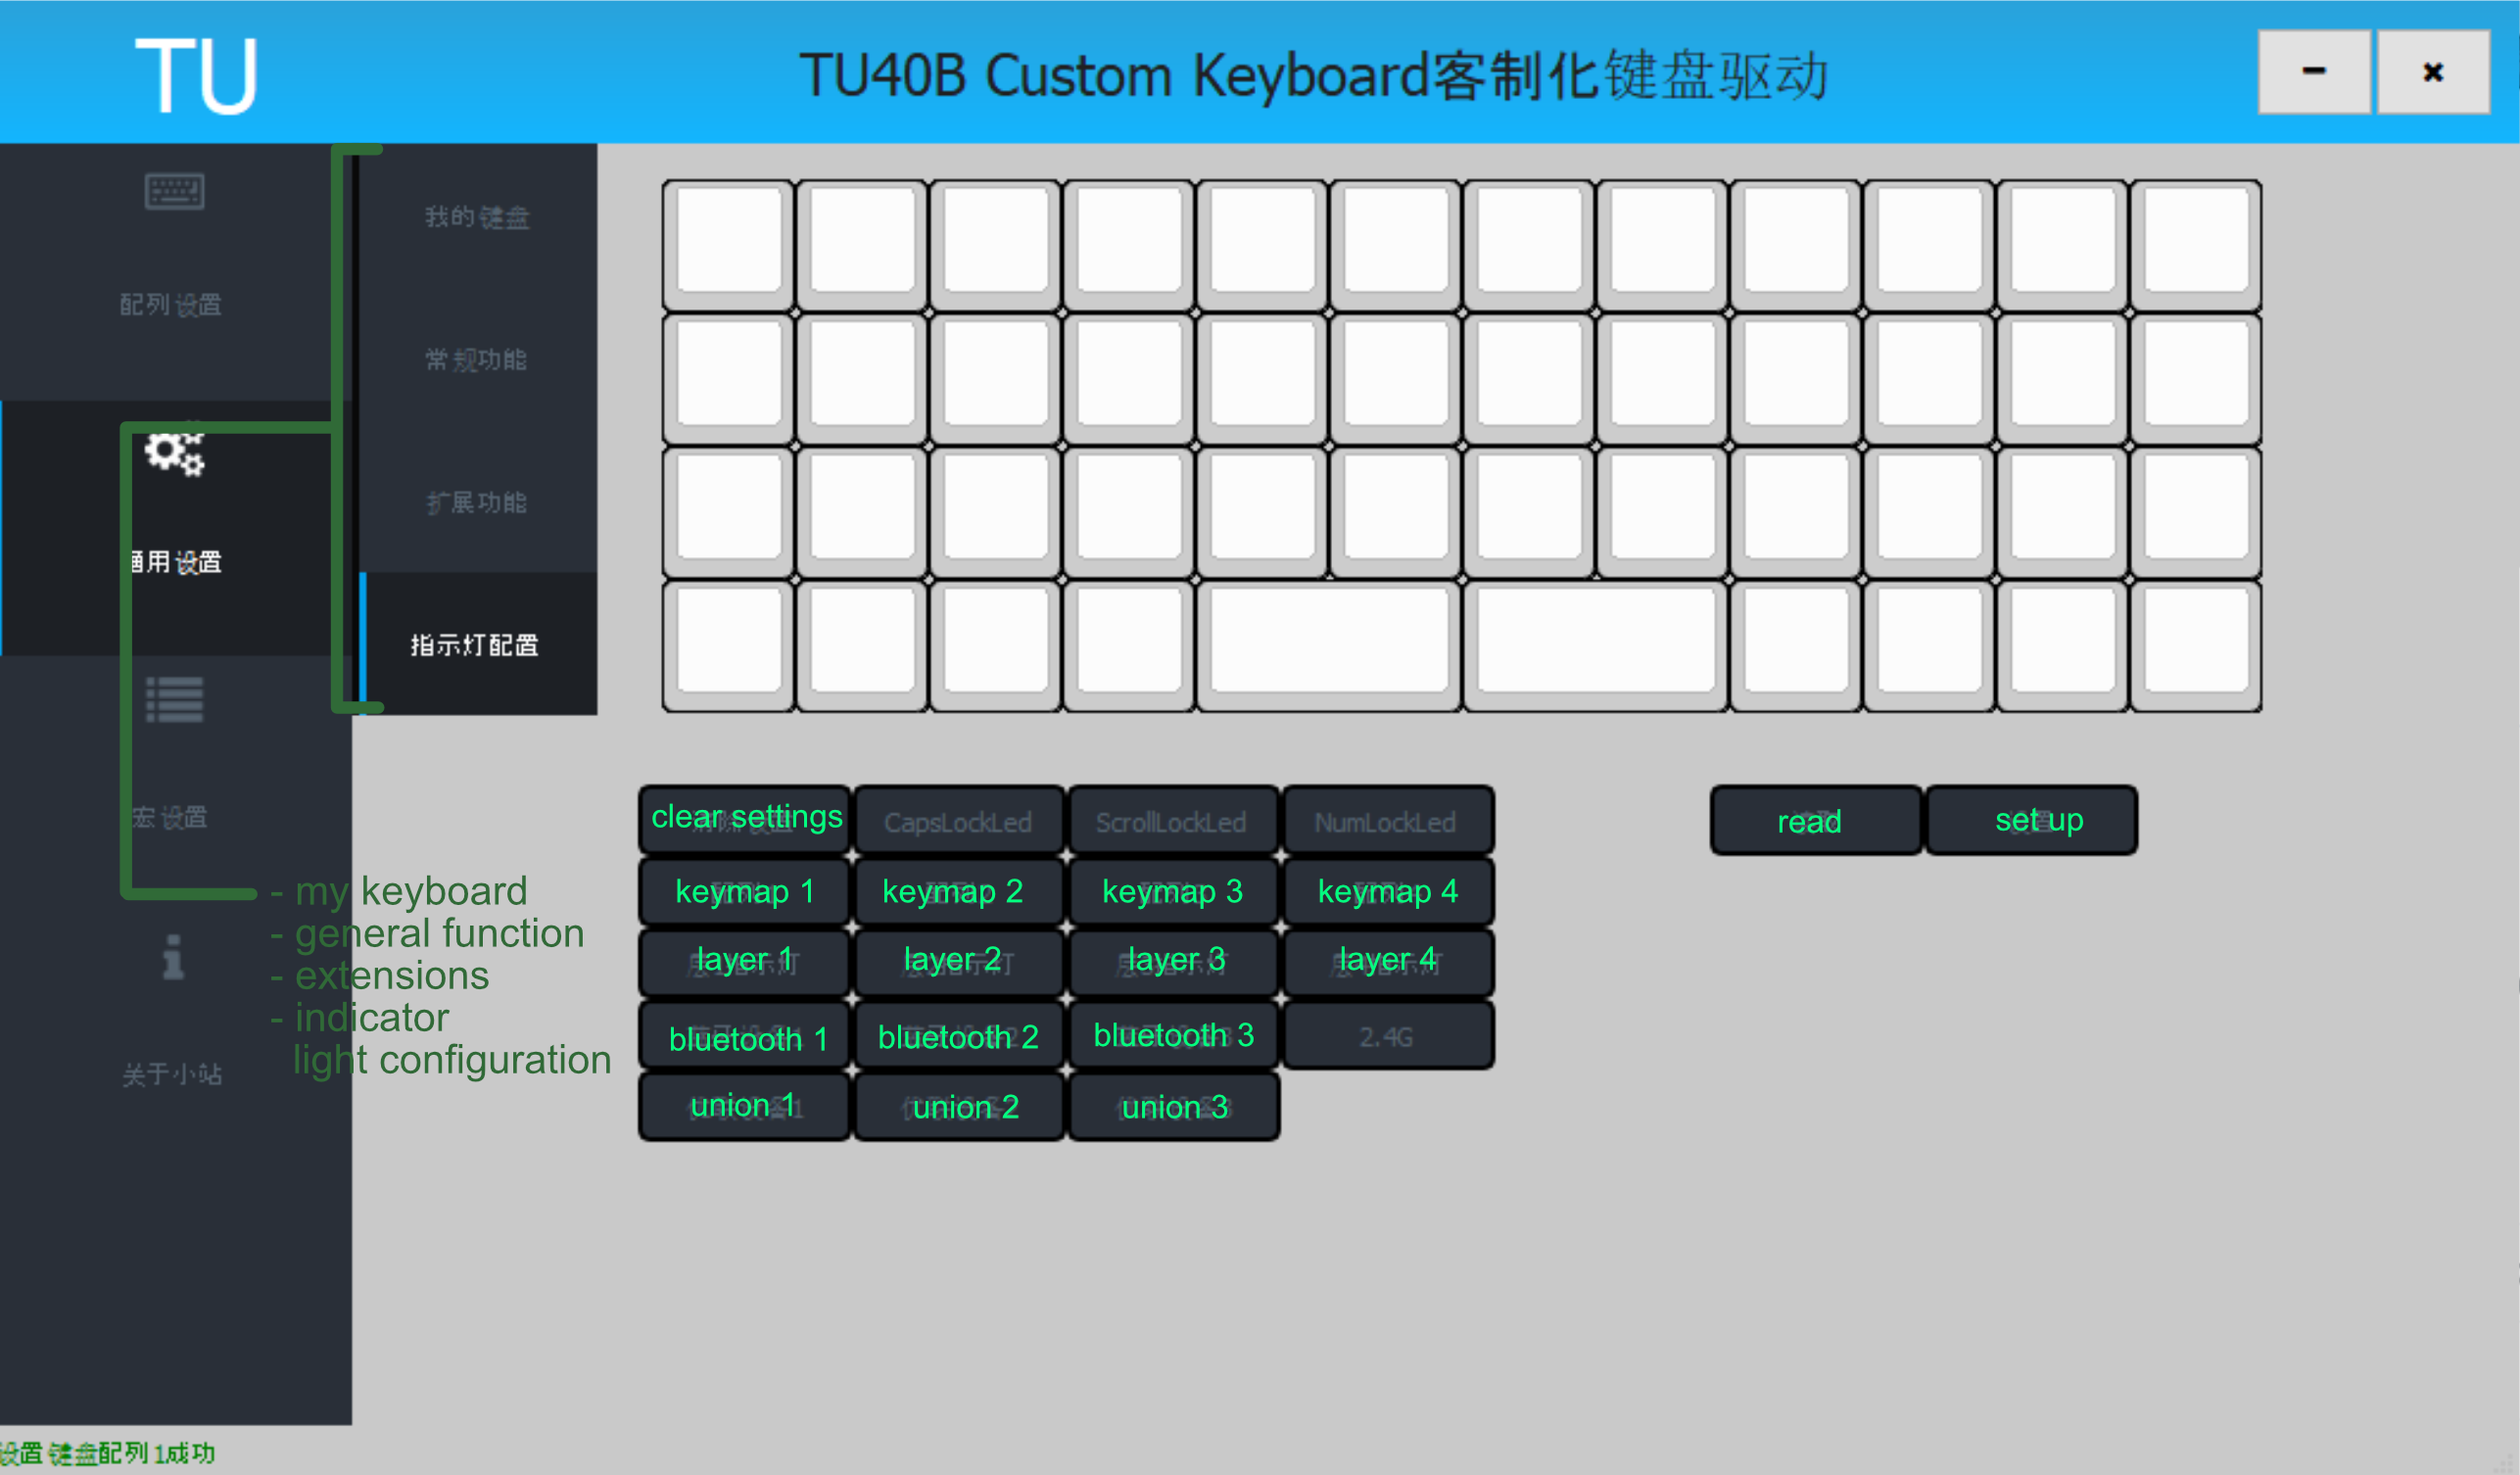 TU
TU40B Custom Keyboard客制化键盘驱动
配列设置
通用设置
宏设置
关于小站
我的键盘
常规功能
扩展功能
指示灯配置
- my keyboard
- general function
- extensions
- indicator
light configuration
clear settings
CapsLockLed
ScrollLockLed
NumLockLed
read
set up
keymap 1
keymap 2
keymap 3
keymap 4
layer 1
layer 2
layer 3
layer 4
bluetooth 1
bluetooth 2
bluetooth 3
2.4G
union 1
union 2
union 3
设置键盘配列1成功